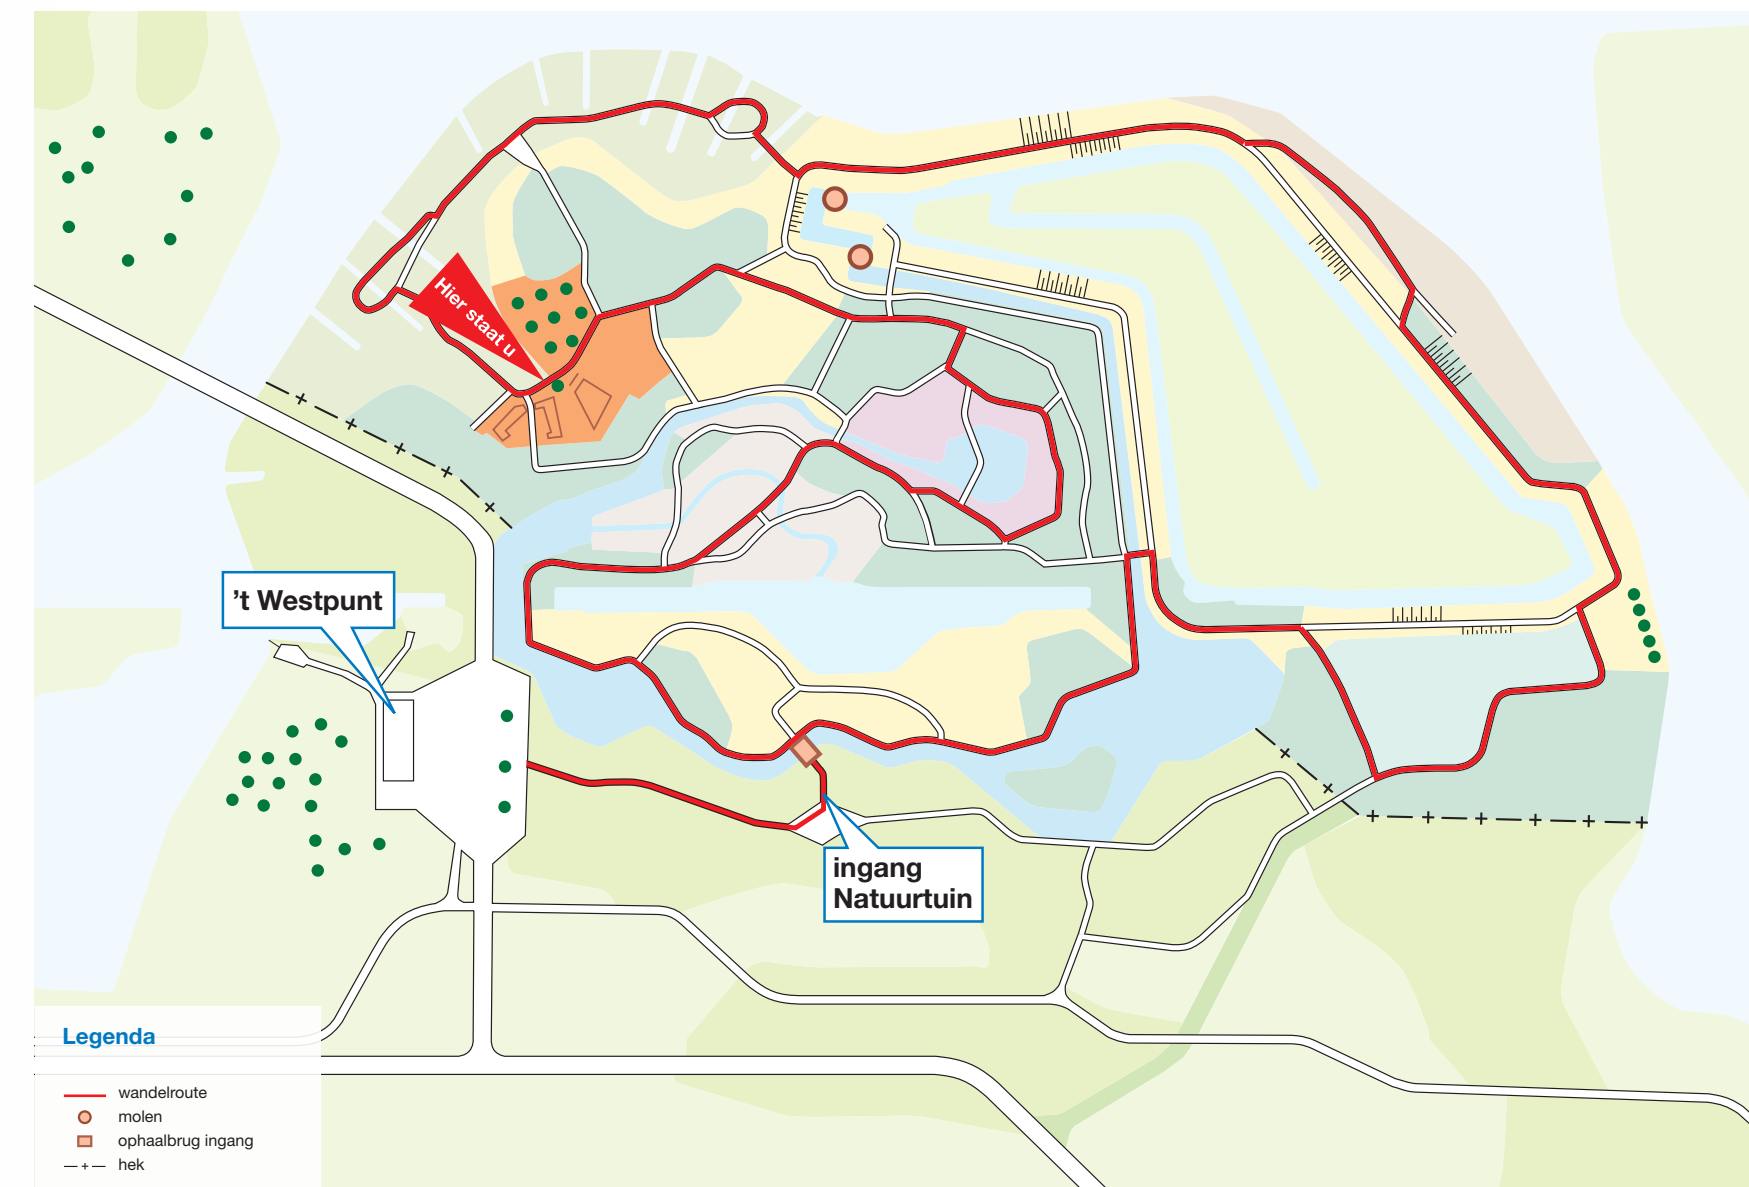 Hier staat u
't Westpunt
ingang
Natuurtuin
Legenda
wandelroute
molen
ophaalbrug ingang
hek